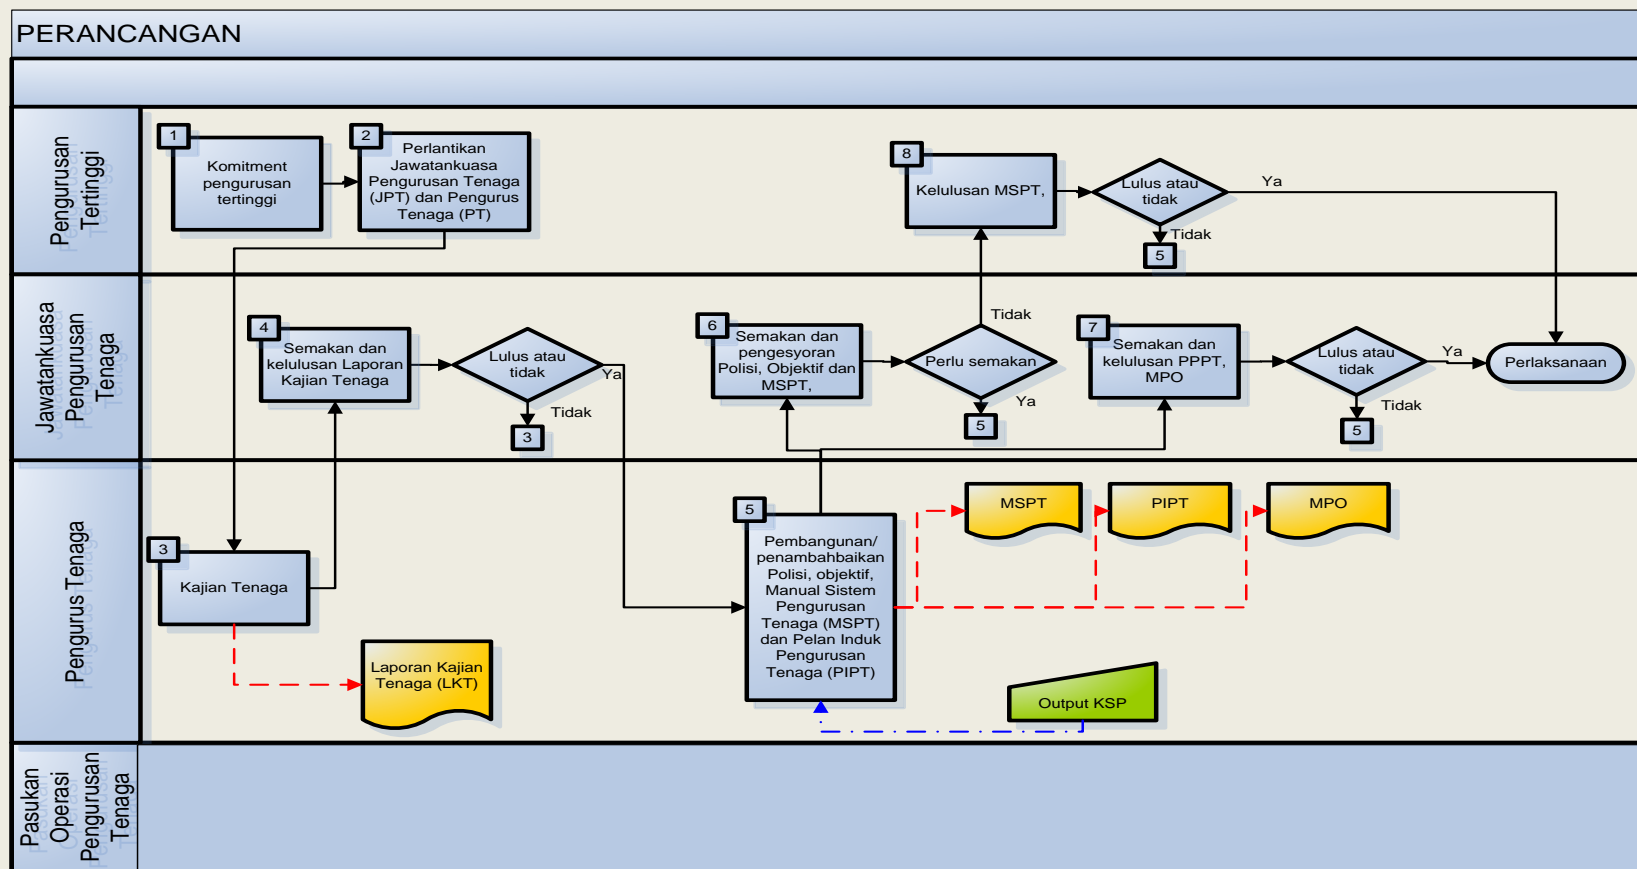 PERANCANGAN
Pengurusan
Tertinggi
1
Komitment
pengurusan
tertinggi
2
Perlantikan
Jawatankuasa
Pengurusan Tenaga
(JPT) dan Pengurus
Tenaga (PT)
8
Kelulusan MSPT,
Lulus atau
tidak
Ya
Tidak
5
Jawatankuasa
Pengurusan
Tenaga
4
Semakan dan
kelulusan Laporan
Kajian Tenaga
Lulus atau
tidak
Ya
Tidak
3
6
Semakan dan
pengesyoran
Polisi, Objektif dan
MSPT,
Perlu semakan
Tidak
Ya
5
7
Semakan dan
kelulusan PPPT,
MPO
Lulus atau
tidak
Ya
Tidak
5
Perlaksanaan
Pengurus Tenaga
3
Kajian Tenaga
Laporan Kajian
Tenaga (LKT)
5
Pembangunan/
penambahbaikan
Polisi, objektif,
Manual Sistem
Pengurusan
Tenaga (MSPT)
dan Pelan Induk
Pengurusan
Tenaga (PIPT)
MSPT
PIPT
MPO
Output KSP
Pasukan
Operasi
Pengurusan
Tenaga